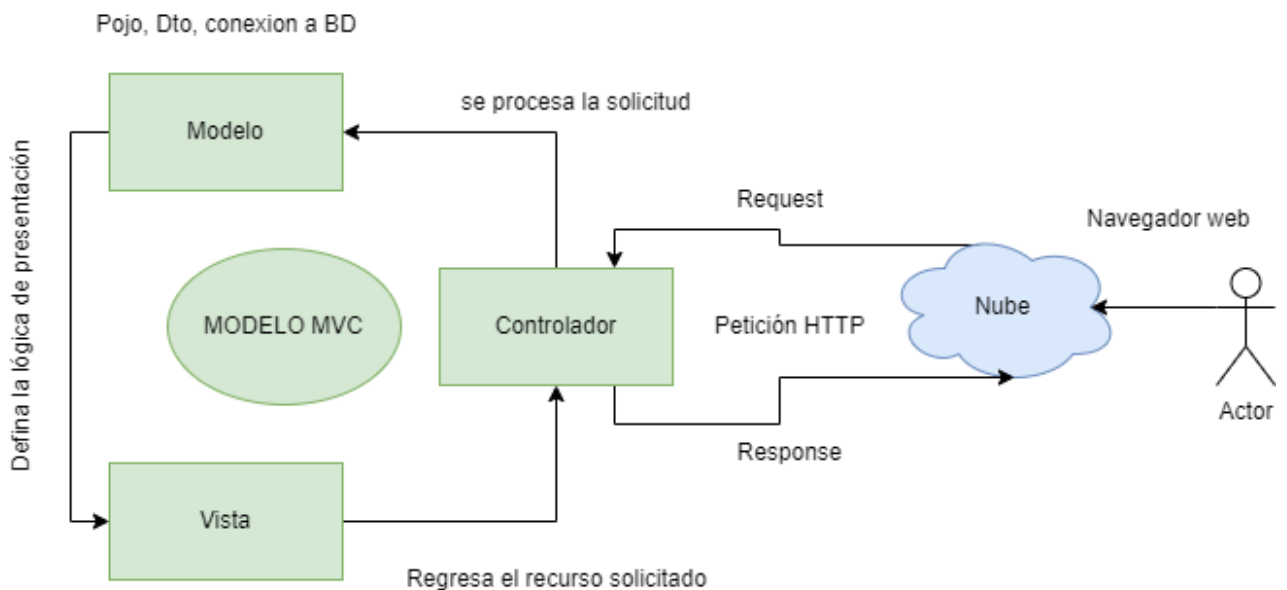 Pojo, Dto, conexion a BD
se procesa la solicitud
Modelo
Defina la lógica de presentación
Request
Navegador web
MODELO MVC
Controlador
Petición HTTP
Nube
Actor
Response
Vista
Regresa el recurso solicitado